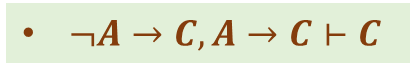 • ¬A → C, A → C ⊢ C